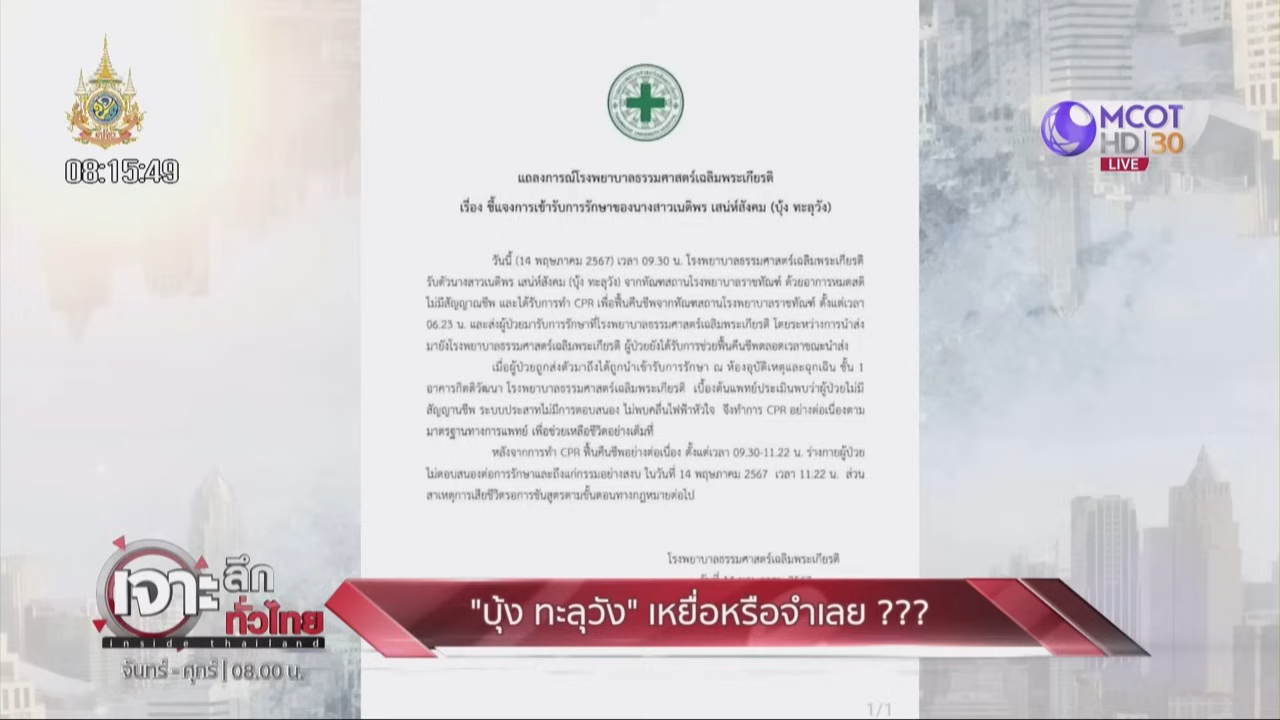 08:15:49
MCOT
HD 30
LIVE
แถลงการณ์โรงพยาบาลธรรมศาสตร์เฉลิมพระเกียรติ
เรื่อง ชี้แจงการเข้ารับการรักษาของนางสาวเนติพร เสน่ห์สังคม (บุ้ง ทะลุวัง)
วันนี้ (14 พฤษภาคม 2567) เวลา 09.30 น. โรงพยาบาลธรรมศาสตร์เฉลิมพระเกียรติ
รับตัวนางสาวเนติพร เสน่ห์สังคม (บุ้ง ทะลุวัง) จากทัณฑสถานโรงพยาบาลราชทัณฑ์ ด้วยอาการหมดสติ
ไม่มีสัญญาณชีพ และได้รับการทำ CPR เพื่อฟื้นคืนชีพจากทัณฑสถานโรงพยาบาลราชทัณฑ์ ตั้งแต่เวลา
06.23 น. และส่งผู้ป่วยมารับการรักษาที่โรงพยาบาลธรรมศาสตร์เฉลิมพระเกียรติ โดยระหว่างการนำส่ง
มายังโรงพยาบาลธรรมศาสตร์เฉลิมพระเกียรติ ผู้ป่วยยังได้รับการช่วยฟื้นคืนชีพตลอดเวลาขณะนำส่ง
เมื่อผู้ป่วยถูกส่งตัวมาถึงได้ถูกนำเข้ารับการรักษา ณ ห้องอุบัติเหตุและฉุกเฉิน ชั้น 1
อาคารกิตติวัฒนา โรงพยาบาลธรรมศาสตร์เฉลิมพระเกียรติ เบื้องต้นแพทย์ประเมินพบว่าผู้ป่วยไม่มี
สัญญานชีพ ระบบประสาทไม่มีการตอบสนอง ไม่พบคลื่นไฟฟ้าหัวใจ จึงทำการ CPR อย่างต่อเนื่องตาม
มาตรฐานทางการแพทย์ เพื่อช่วยเหลือชีวิตอย่างเต็มที่
หลังจากการทำ CPR ฟื้นคืนชีพอย่างต่อเนื่อง ตั้งแต่เวลา 09.30-11.22 น. ร่างกายผู้ป่วย
ไม่ตอบสนองต่อการรักษาและถึงแก่กรรมอย่างสงบ ในวันที่ 14 พฤษภาคม 2567 เวลา 11.22 น. ส่วน
สาเหตุการเสียชีวิตรอการชันสูตรตามขั้นตอนทางกฎหมายต่อไป
โรงพยาบาลธรรมศาสตร์เฉลิมพระเกียรติ
เจาะลึกทั่วไทย
inside thailand
จันทร์ - ศุกร์ | 08.00 น.
"บุ้ง ทะลุวัง" เหยื่อหรือจำเลย ???
1/1